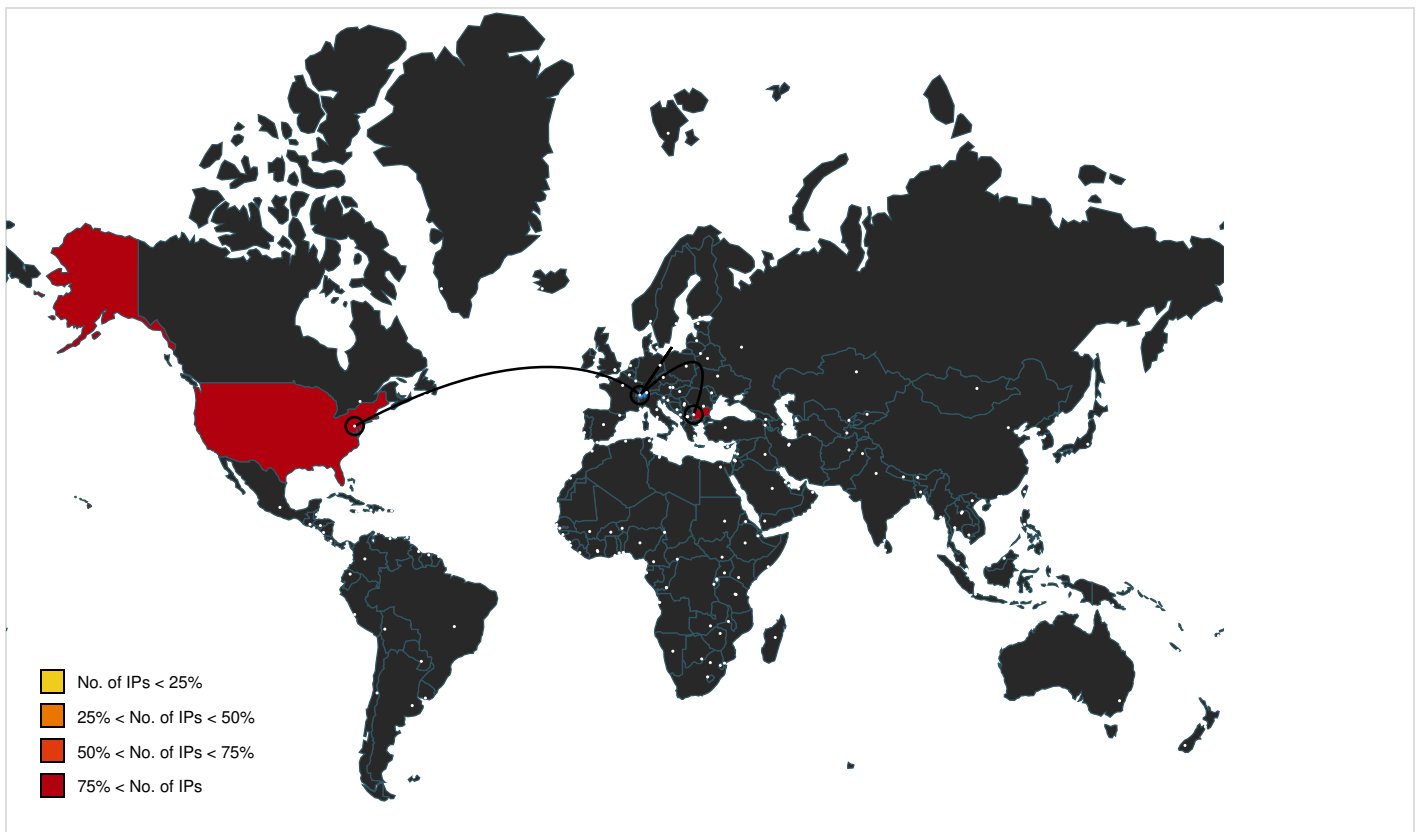 No. of IPs < 25%
25% < No. of IPs < 50%
50% < No. of IPs < 75%
75% < No. of IPs